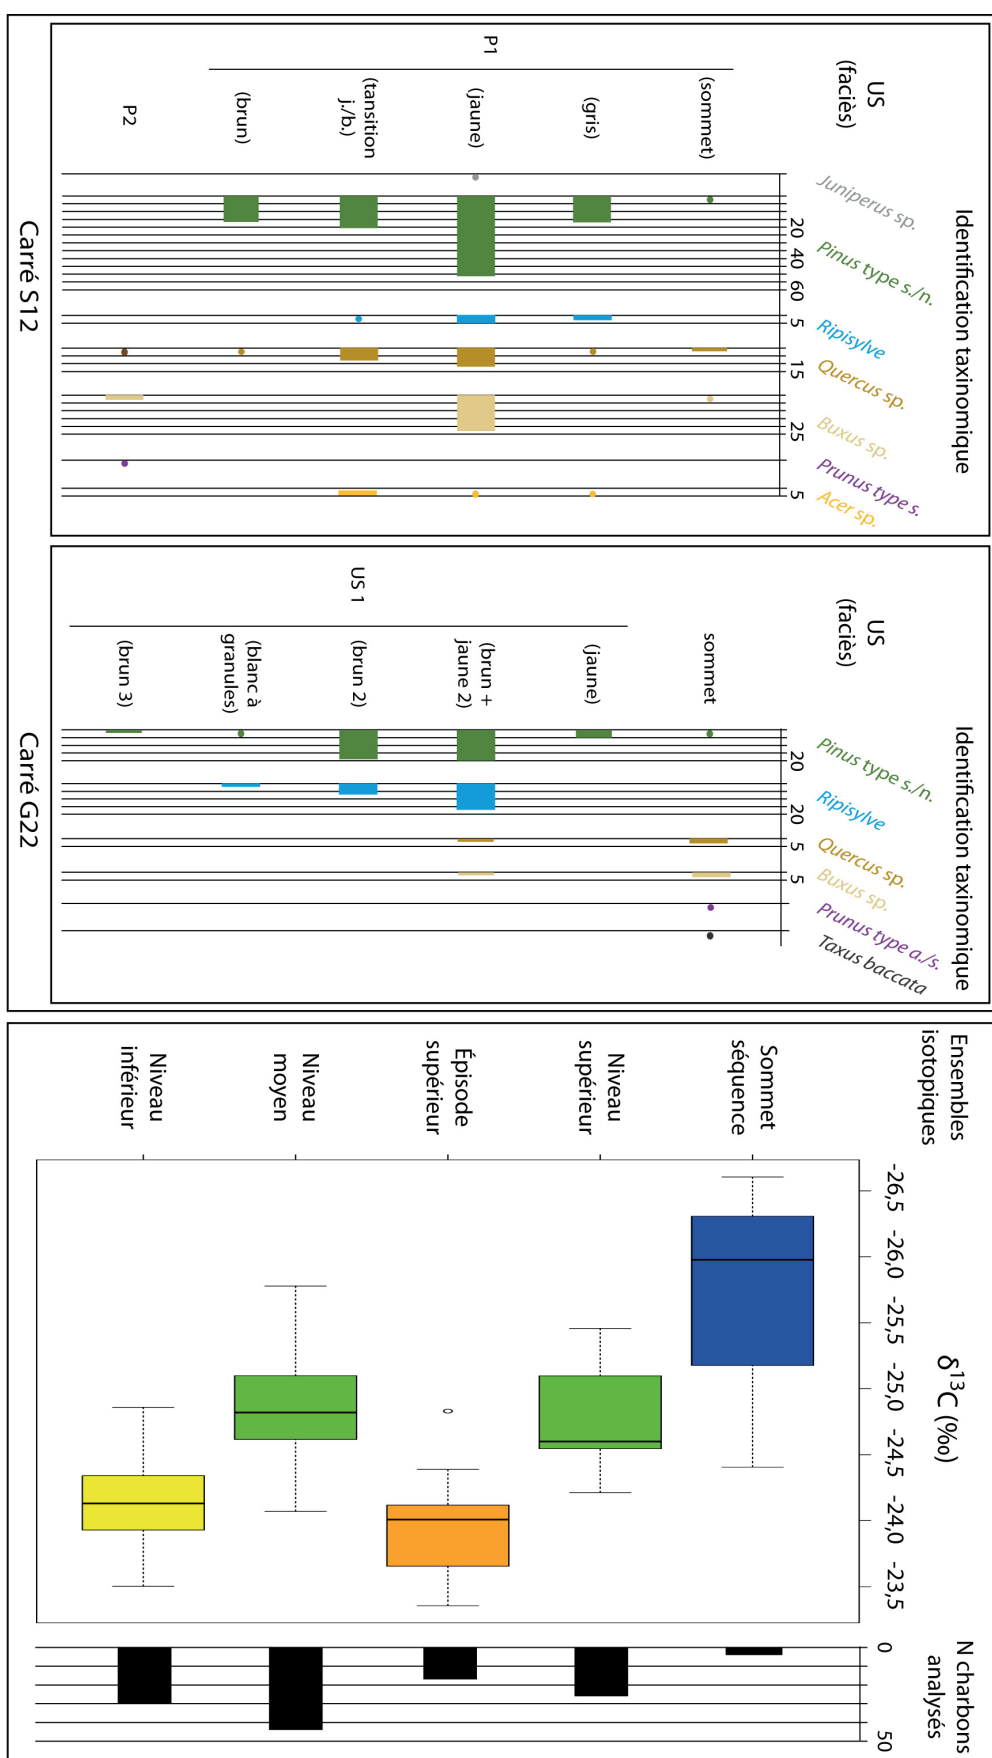 Carré S12
Identification taxinomique
US
(faciès)
Juniperus sp.
Pinus type s./n.
Ripisylve
Quercus sp.
Buxus sp.
Prunus type s.
Acer sp.
20
40
60
5
15
25
5
P1
(sommet)
(gris)
(jaune)
(tansition
j./b.)
(brun)
P2
Carré G22
Identification taxinomique
US
(faciès)
Pinus type s./n.
Ripisylve
Quercus sp.
Buxus sp.
Prunus type a./s.
Taxus baccata
20
20
5
5
sommet
US 1
(jaune)
(brun +
jaune 2)
(brun 2)
(blanc à
granules)
(brun 3)
Ensembles
isotopiques
δ13C (‰)
N charbons
analysés
-26,5
-26,0
-25,5
-25,0
-24,5
-24,0
-23,5
0
50
Sommet
séquence
Niveau
supérieur
Épisode
supérieur
Niveau
moyen
Niveau
inférieur